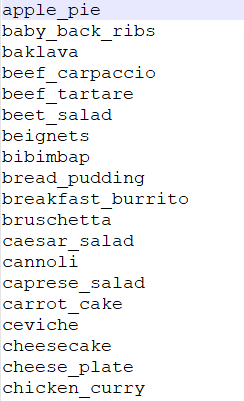 apple_pie
baby_back_ribs
baklava
beef_carpaccio
beef_tartare
beet_salad
beignets
bibimbap
bread_pudding
breakfast_burrito
bruschetta
caesar_salad
cannoli
caprese_salad
carrot_cake
ceviche
cheesecake
cheese_plate
chicken_curry